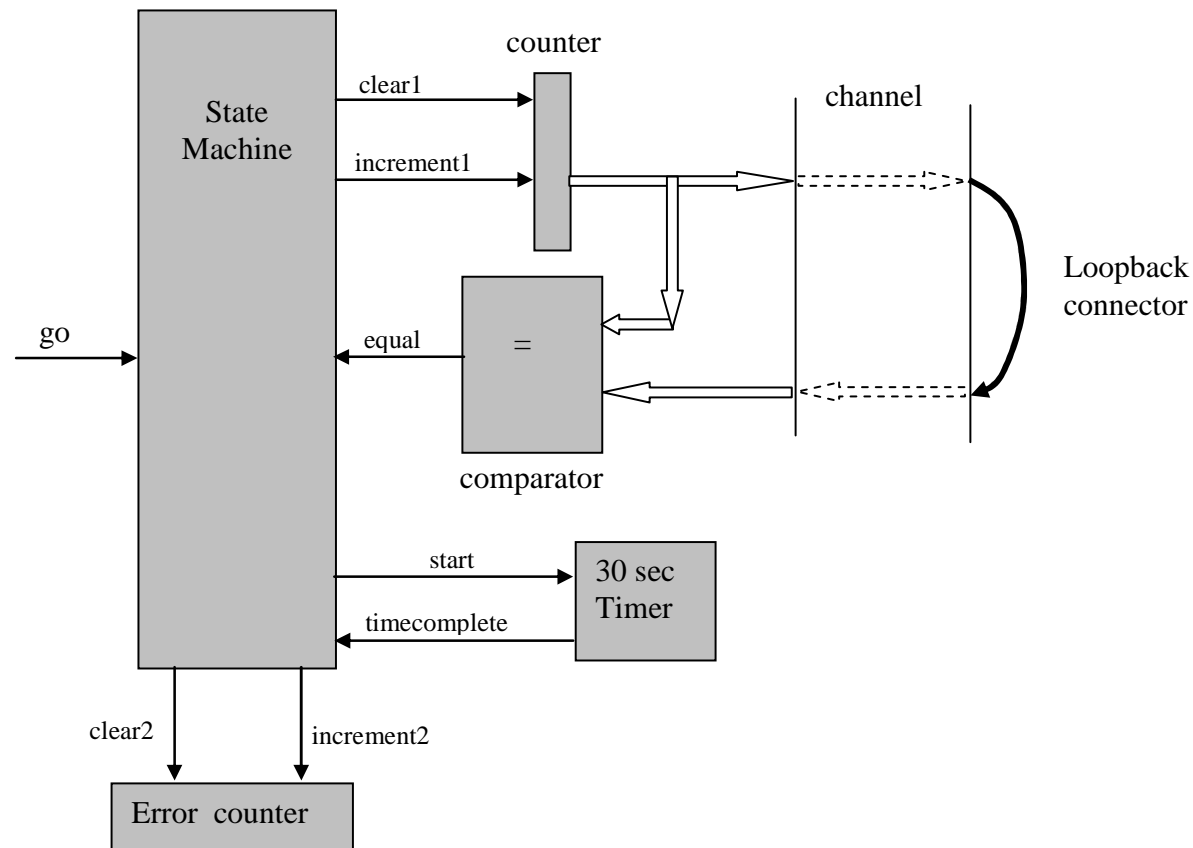 counter
clear1
channel
State
Machine
increment1
Loopback
connector
go
equal
=
comparator
start
30 sec
Timer
timecomplete
clear2
increment2
Error counter